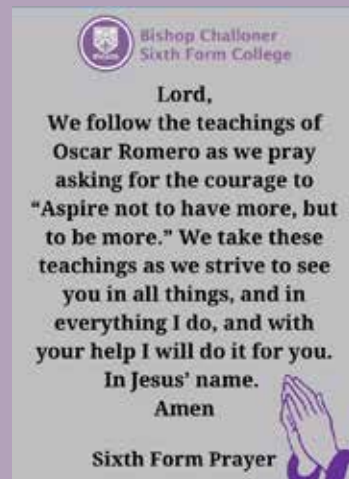 Bishop Challoner
Sixth Form College
Lord,
We follow the teachings of
Oscar Romero as we pray
asking for the courage to
“Aspire not to have more, but
to be more.” We take these
teachings as we strive to see
you in all things, and in
everything I do, and with
your help I will do it for you.
In Jesus’ name.
Amen
Sixth Form Prayer